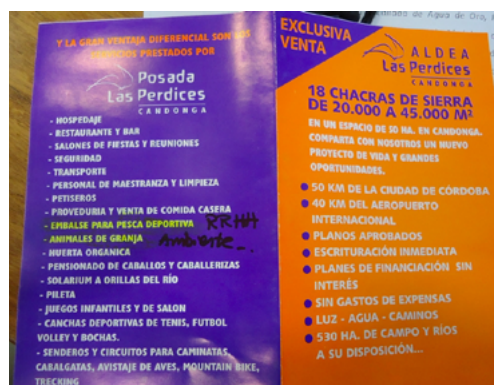 Y LA GRAN VENTAJA DIFERENCIAL SON LOS
PRESTADOS POR
Posada
Las Perdices
CANDONGA
- HOSPEDAJE
- RESTAURANTE Y BAR
- SALONES DE FIESTAS Y REUNIONES
- SEGURIDAD
- TRANSPORTE
- PERSONAL DE MAESTRANZA Y LIMPIEZA
- PETISEROS
- PROVEDURIA Y VENTA DE COMIDA CASERA
- EMBALSE PARA PESCA DEPORTIVA RRHH
- ANIMALES DE GRANJA Ambiente
- HUERTA ORGANICA
- PENSIONADO DE CABALLOS Y CABALLERIZAS
- SOLARIUM A ORILLAS DEL RÍO
- PILETA
- JUEGOS INFANTILES Y DE SALON
- CANCHAS DEPORTIVAS DE TENIS, FUTBOL
VOLLEY Y BOCHAS.
- SENDEROS Y CIRCUITOS PARA CAMINATAS,
CABALGATAS, AVISTAJE DE AVES, MOUNTAIN BIKE,
TRECKING
EXCLUSIVA
VENTA
ALDEA
Las Perdices
CANDONGA
18 CHACRAS DE SIERRA
DE 20.000 A 45.000 M²
EN UN ESPACIO DE 50 HA. EN CANDONGA.
COMPARTA CON NOSOTROS UN NUEVO
PROYECTO DE VIDA Y GRANDES
OPORTUNIDADES.
● 50 KM DE LA CIUDAD DE CÓRDOBA
● 40 KM DEL AEROPUERTO
INTERNACIONAL
● PLANOS APROBADOS
● ESCRITURACIÓN INMEDIATA
● PLANES DE FINANCIACIÓN SIN
INTERÉS
● SIN GASTOS DE EXPENSAS
● LUZ - AGUA - CAMINOS
● 530 HA. DE CAMPO Y RÍOS
A SU DISPOSICIÓN...
de Agua de Oro,